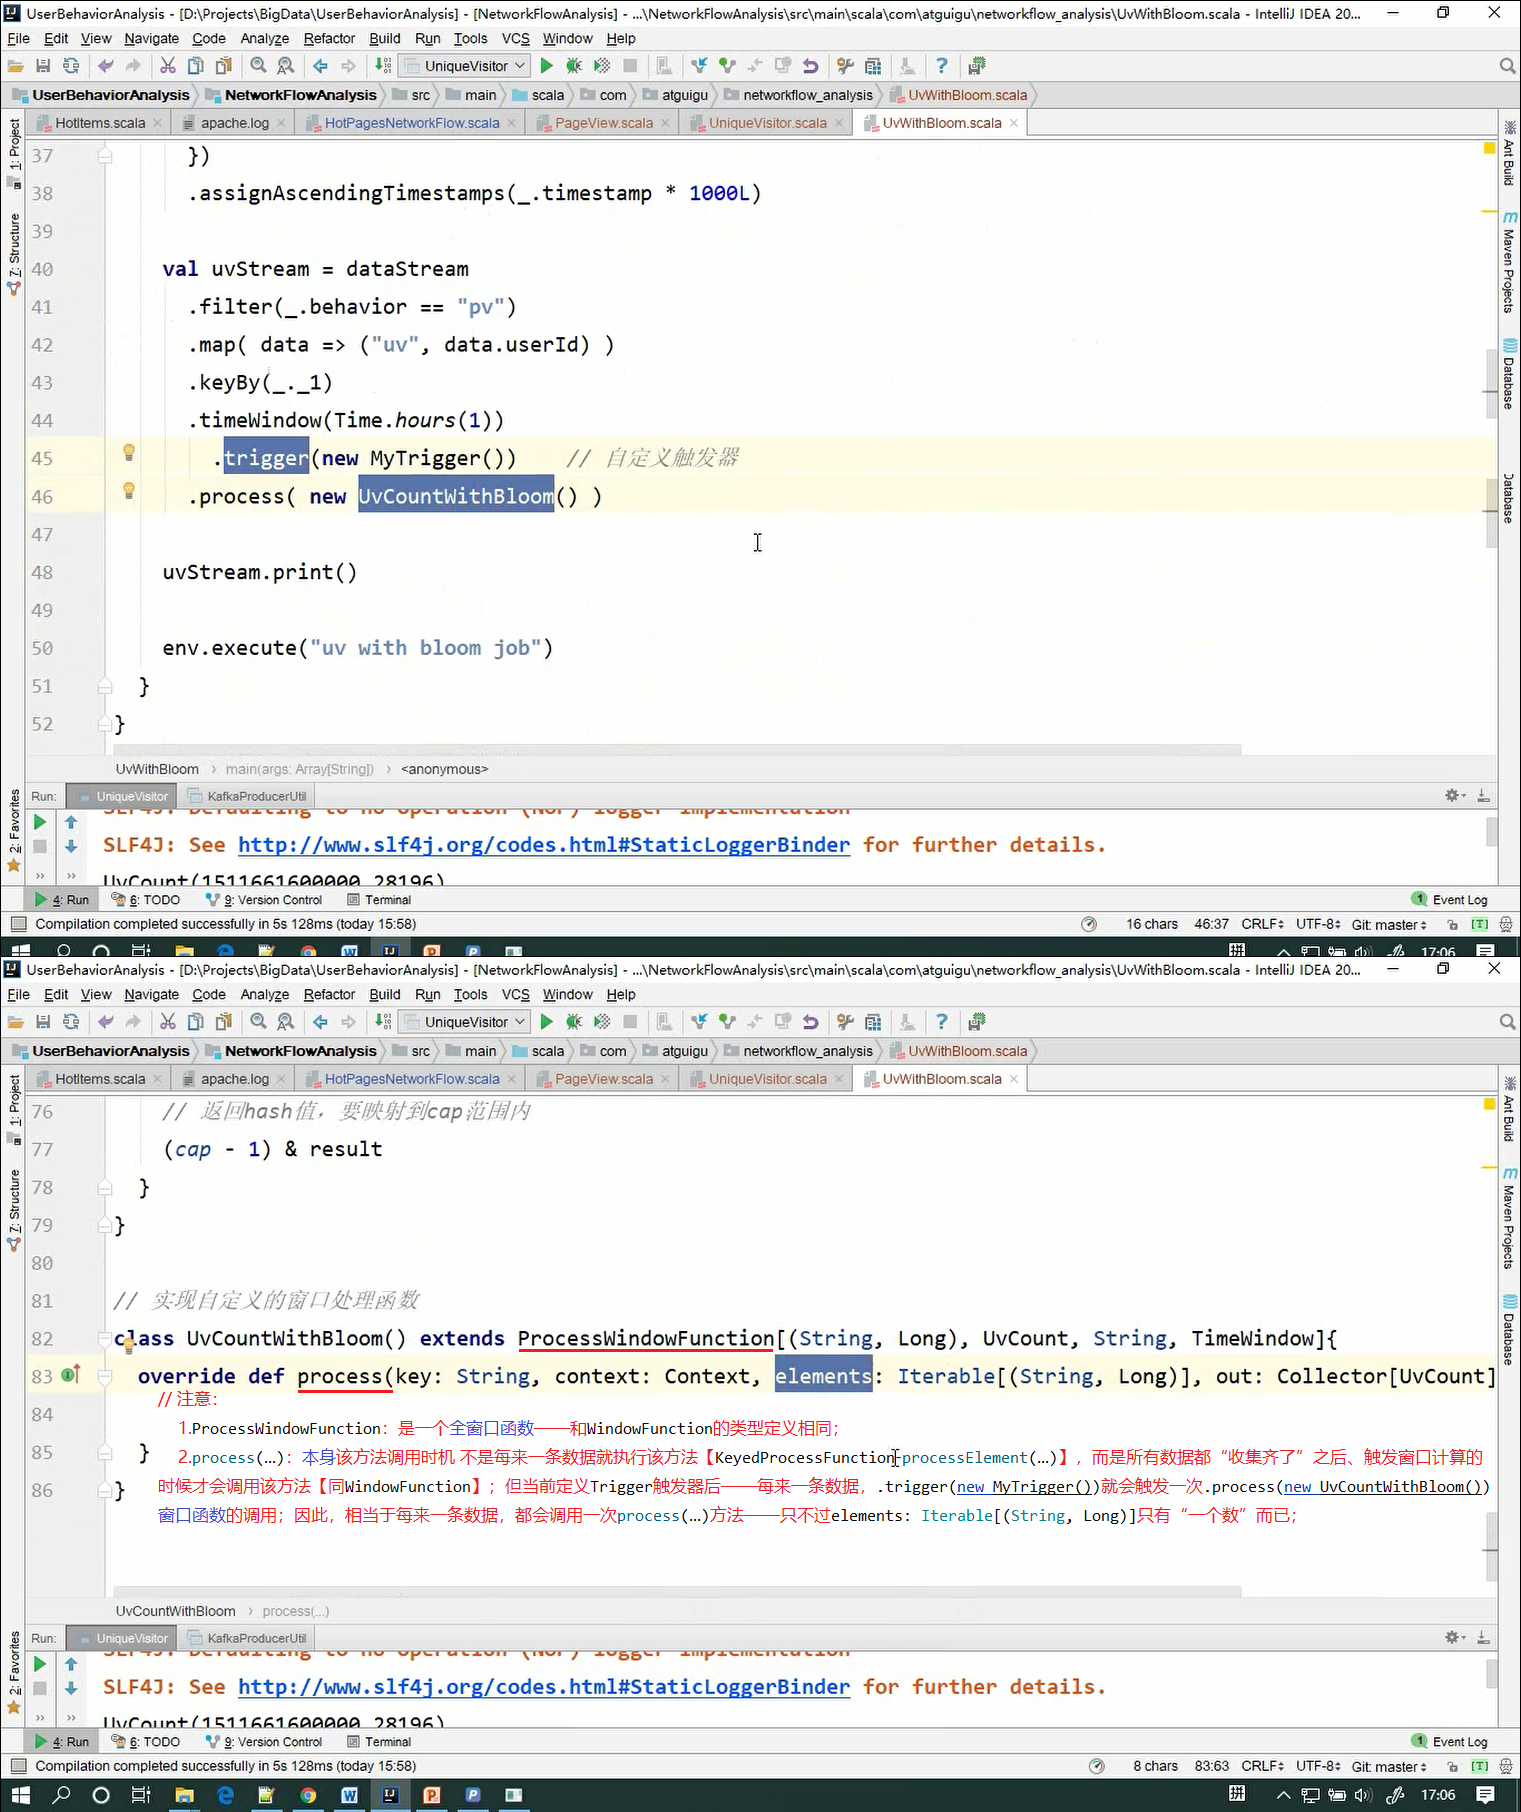 UserBehaviorAnalysis - [D:\Projects\BigData\UserBehaviorAnalysis] - [NetworkFlowAnalysis] - ...\NetworkFlowAnalysis\src\main\scala\com\atguigu\networkflow_analysis\UvWithBloom.scala - IntelliJ IDEA 20...
File Edit View Navigate Code Analyze Refactor Build Run Tools VCS Window Help
UniqueVisitor
UserBehaviorAnalysis NetworkFlowAnalysis src main scala com atguigu networkflow_analysis UvWithBloom.scala
HotItems.scala apache.log HotPagesNetworkFlow.scala PageView.scala UniqueVisitor.scala UvWithBloom.scala
1: Project
7: Structure
2: Favorites
Ant Build
Maven Projects
Database
Database
37 })
38 .assignAscendingTimestamps(_.timestamp * 1000L)
39
40 val uvStream = dataStream
41 .filter(_.behavior == "pv")
42 .map( data => ("uv", data.userId) )
43 .keyBy(_._1)
44 .timeWindow(Time.hours(1))
45 .trigger(new MyTrigger()) // 自定义触发器
46 .process( new UvCountWithBloom() )
47
48 uvStream.print()
49
50 env.execute("uv with bloom job")
51 }
52 }
UvWithBloom › main(args: Array[String]) › <anonymous>
Run: UniqueVisitor KafkaProducerUtil
SLF4J: Defaulting to no-operation (NOP) logger implementation
SLF4J: See http://www.slf4j.org/codes.html#StaticLoggerBinder for further details.
UvCount(1511661600000,28196)
4: Run 6: TODO 9: Version Control Terminal 1 Event Log
Compilation completed successfully in 5s 128ms (today 15:58) 16 chars 46:37 CRLF UTF-8 Git: master [T]
拼 17:06
UserBehaviorAnalysis - [D:\Projects\BigData\UserBehaviorAnalysis] - [NetworkFlowAnalysis] - ...\NetworkFlowAnalysis\src\main\scala\com\atguigu\networkflow_analysis\UvWithBloom.scala - IntelliJ IDEA 20...
File Edit View Navigate Code Analyze Refactor Build Run Tools VCS Window Help
UniqueVisitor
UserBehaviorAnalysis NetworkFlowAnalysis src main scala com atguigu networkflow_analysis UvWithBloom.scala
HotItems.scala apache.log HotPagesNetworkFlow.scala PageView.scala UniqueVisitor.scala UvWithBloom.scala
1: Project
7: Structure
2: Favorites
Ant Build
Maven Projects
Database
76 // 返回hash值，要映射到cap范围内
77 (cap - 1) & result
78 }
79 }
80
81 // 实现自定义的窗口处理函数
82 class UvCountWithBloom() extends ProcessWindowFunction[(String, Long), UvCount, String, TimeWindow]{
83 override def process(key: String, context: Context, elements: Iterable[(String, Long)], out: Collector[UvCount]
// 注意：
84 1.ProcessWindowFunction：是一个全窗口函数——和WindowFunction的类型定义相同；
85 } 2.process(…)：本身该方法调用时机 不是每来一条数据就执行该方法【KeyedProcessFunction processElement(…)】，而是所有数据都“收集齐了”之后、触发窗口计算的
86 } 时候才会调用该方法【同WindowFunction】；但当前定义Trigger触发器后——每来一条数据，.trigger(new MyTrigger())就会触发一次.process(new UvCountWithBloom())
窗口函数的调用；因此，相当于每来一条数据，都会调用一次process(…)方法——只不过elements: Iterable[(String, Long)]只有“一个数”而已；
UvCountWithBloom › process(...)
Run: UniqueVisitor KafkaProducerUtil
SLF4J: Defaulting to no-operation (NOP) logger implementation
SLF4J: See http://www.slf4j.org/codes.html#StaticLoggerBinder for further details.
UvCount(1511661600000,28196)
4: Run 6: TODO 9: Version Control Terminal 1 Event Log
Compilation completed successfully in 5s 128ms (today 15:58) 8 chars 83:63 CRLF UTF-8 Git: master [T]
拼 17:06